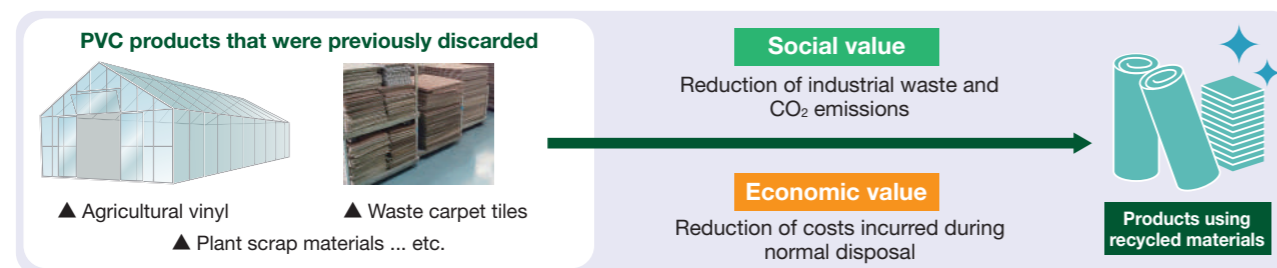 PVC products that were previously discarded
▲ Agricultural vinyl
▲ Waste carpet tiles
▲ Plant scrap materials ... etc.
Social value
Reduction of industrial waste and
CO₂ emissions
Economic value
Reduction of costs incurred during
normal disposal
Products using
recycled materials